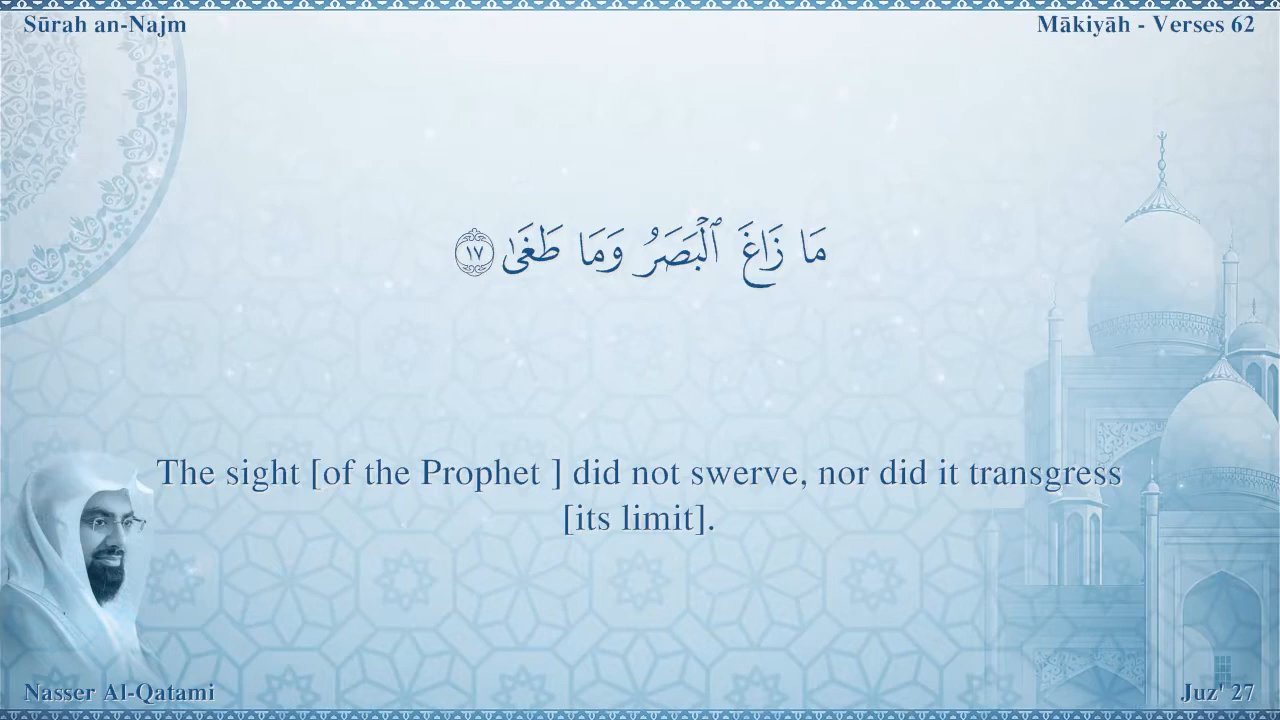 Sūrah an-Najm
Mākiyāh - Verses 62
مَا زَاغَ ٱلْبَصَرُ وَمَا طَغَىٰ ١٧
The sight [of the Prophet ] did not swerve, nor did it transgress
[its limit].
Nasser Al-Qatami
Juz' 27